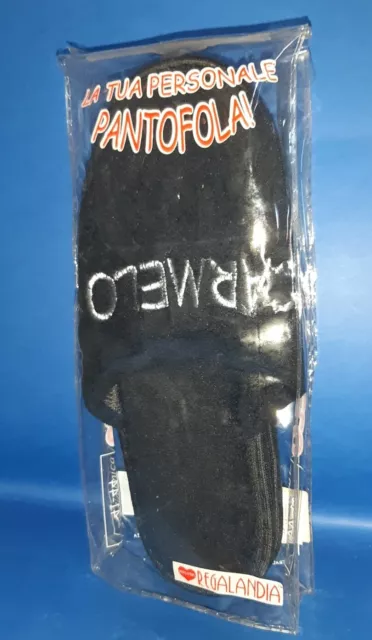 LA TUA PERSONALE
PANTOFOLA!
CARMELO
REGALANDIA